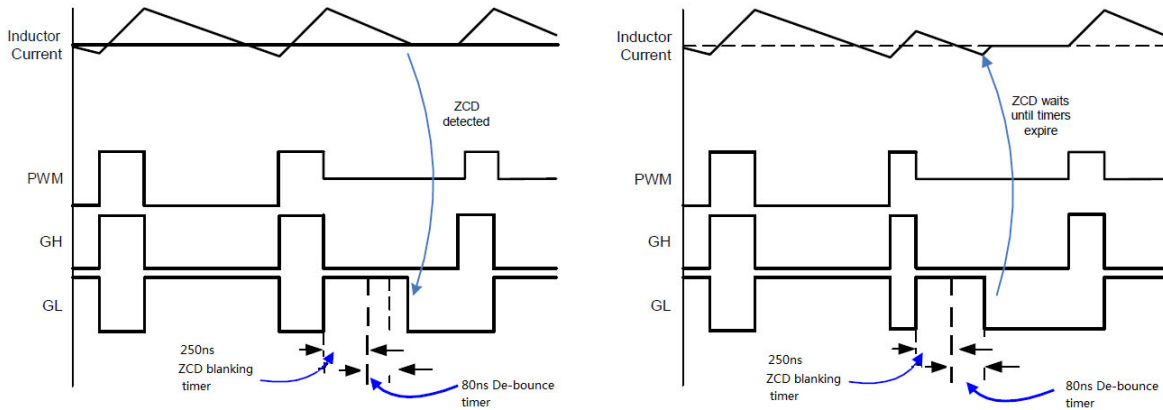 Inductor
Current
ZCD
detected
PWM
GH
GL
250ns
ZCD blanking
timer
80ns De-bounce
timer
Inductor
Current
ZCD waits
until timers
expire
PWM
GH
GL
250ns
ZCD blanking
timer
80ns De-bounce
timer